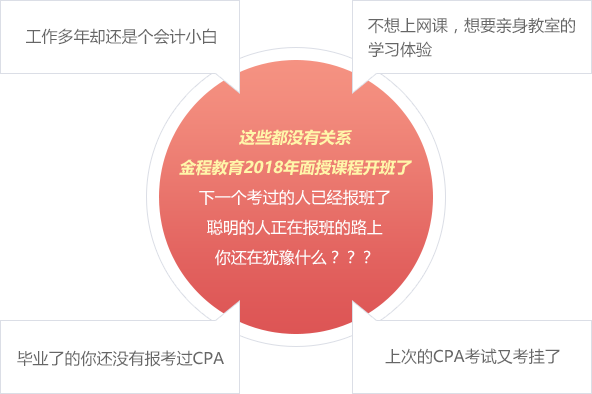 工作多年却还是个会计小白
不想上网课，想要亲身教室的
学习体验
这些都没有关系
金程教育2018年面授课程开班了
下一个考过的人已经报班了
聪明的人正在报班的路上
你还在犹豫什么？？？
毕业了的你还没有报考过CPA
上次的CPA考试又考挂了